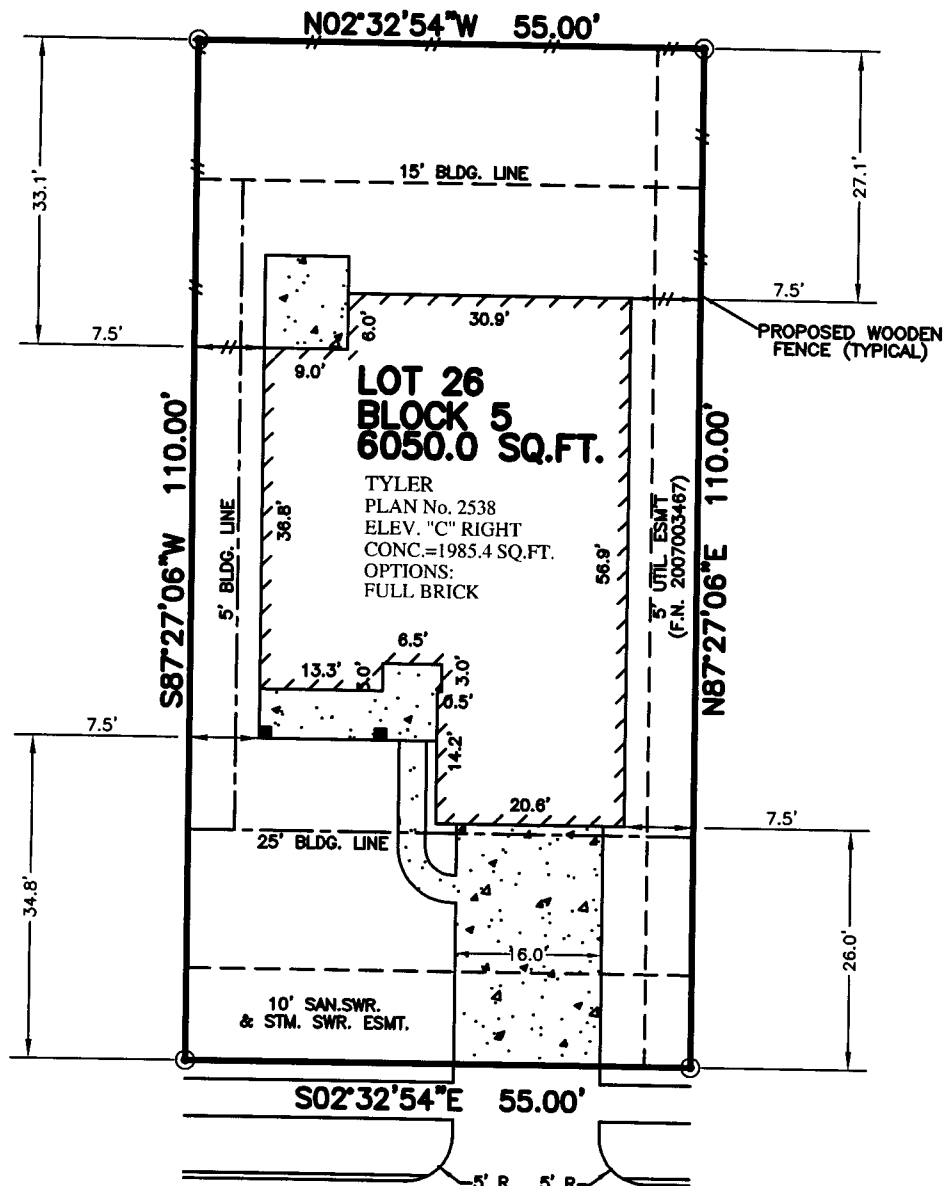 N02°32'54"W 55.00'
33.1'
27.1'
15' BLDG. LINE
7.5'
7.5'
30.9'
6.0'
9.0'
PROPOSED WOODEN
FENCE (TYPICAL)
LOT 26
BLOCK 5
6050.0 SQ.FT.
TYLER
PLAN No. 2538
ELEV. "C" RIGHT
CONC.=1985.4 SQ.FT.
OPTIONS:
FULL BRICK
S87°27'06"W 110.00'
5' BLDG. LINE
36.8'
56.9'
5' UTIL ESMT
(F.N. 2007003467)
N87°27'06"E 110.00'
6.5'
13.3'
3.0'
3.0'
0.5'
7.5'
14.2'
20.6'
7.5'
25' BLDG. LINE
34.8'
26.0'
16.0'
10' SAN.SWR.
& STM. SWR. ESMT.
S02°32'54"E 55.00'
5' R
5' R